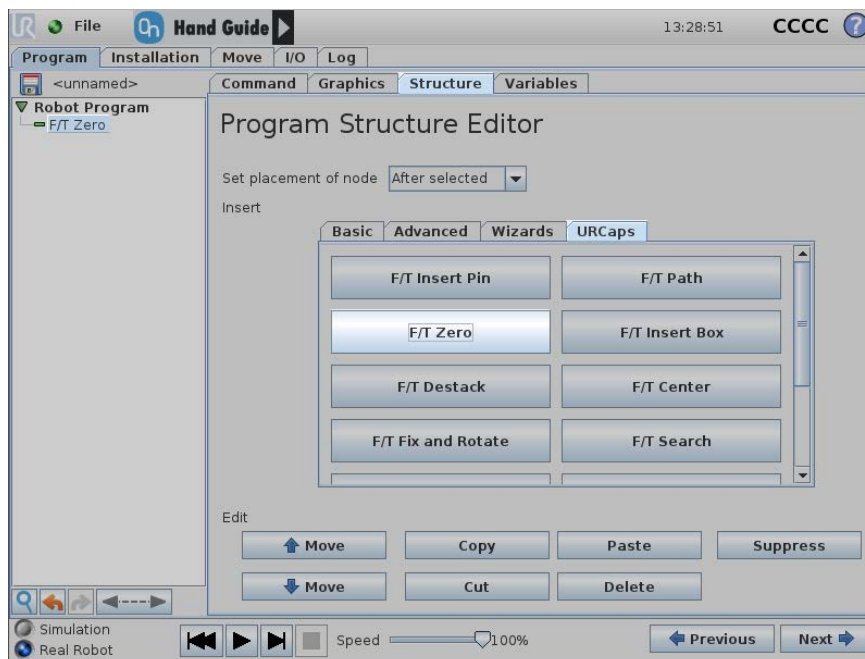 UR File On Hand Guide 13:28:51 CCCC ?
Program Installation Move I/O Log
<unnamed> Command Graphics Structure Variables
Robot Program
F/T Zero
Program Structure Editor
Set placement of node After selected
Insert
Basic Advanced Wizards URCaps
F/T Insert Pin F/T Path
F/T Zero F/T Insert Box
F/T Destack F/T Center
F/T Fix and Rotate F/T Search
Edit
Move Copy Paste Suppress
Move Cut Delete
Simulation
Real Robot
Speed 100% Previous Next